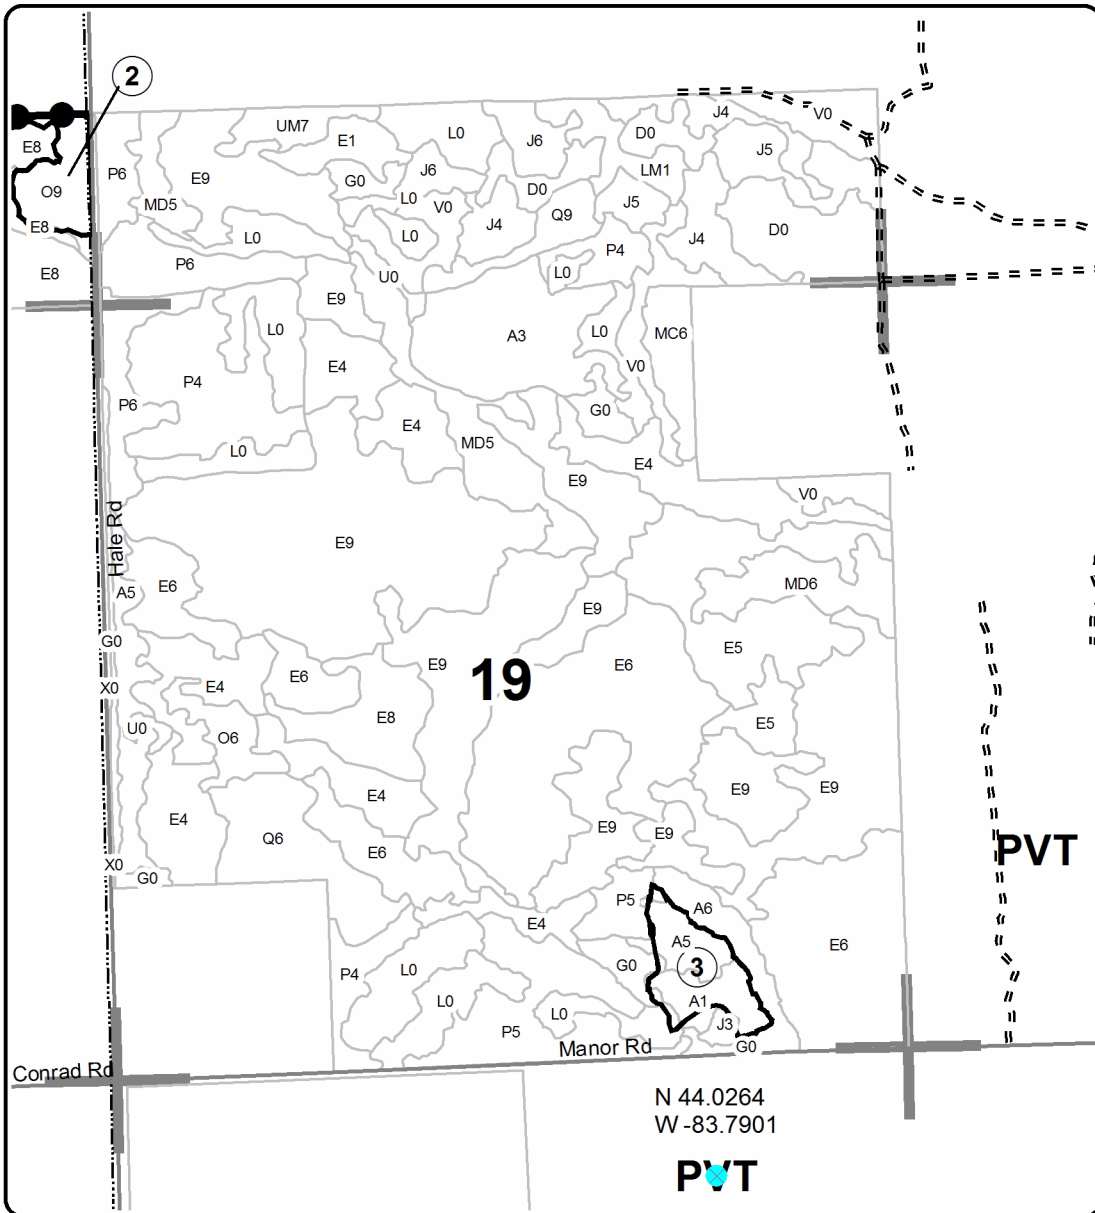 2
UM7
E1
L0
J6
D0
J4
V0
E8
P6
E9
J5
O9
G0
J6
LM1
MD5
L0
V0
D0
Q9
J5
E8
L0
L0
J4
J4
D0
E8
P6
U0
L0
P4
E9
L0
A3
L0
MC6
P4
E4
V0
P6
E4
G0
L0
MD5
E4
E9
V0
Hale Rd
E9
A5
E6
MD6
E9
G0
E9
E6
E5
X0
E4
E6
19
U0
O6
E8
E5
E4
E4
E9
E9
Q6
E9
E9
X0
G0
E6
PVT
P5
A6
E4
A5
E6
P4
L0
G0
3
L0
A1
P5
L0
J3
Manor Rd
G0
Conrad Rd
N 44.0264
W -83.7901
PVT